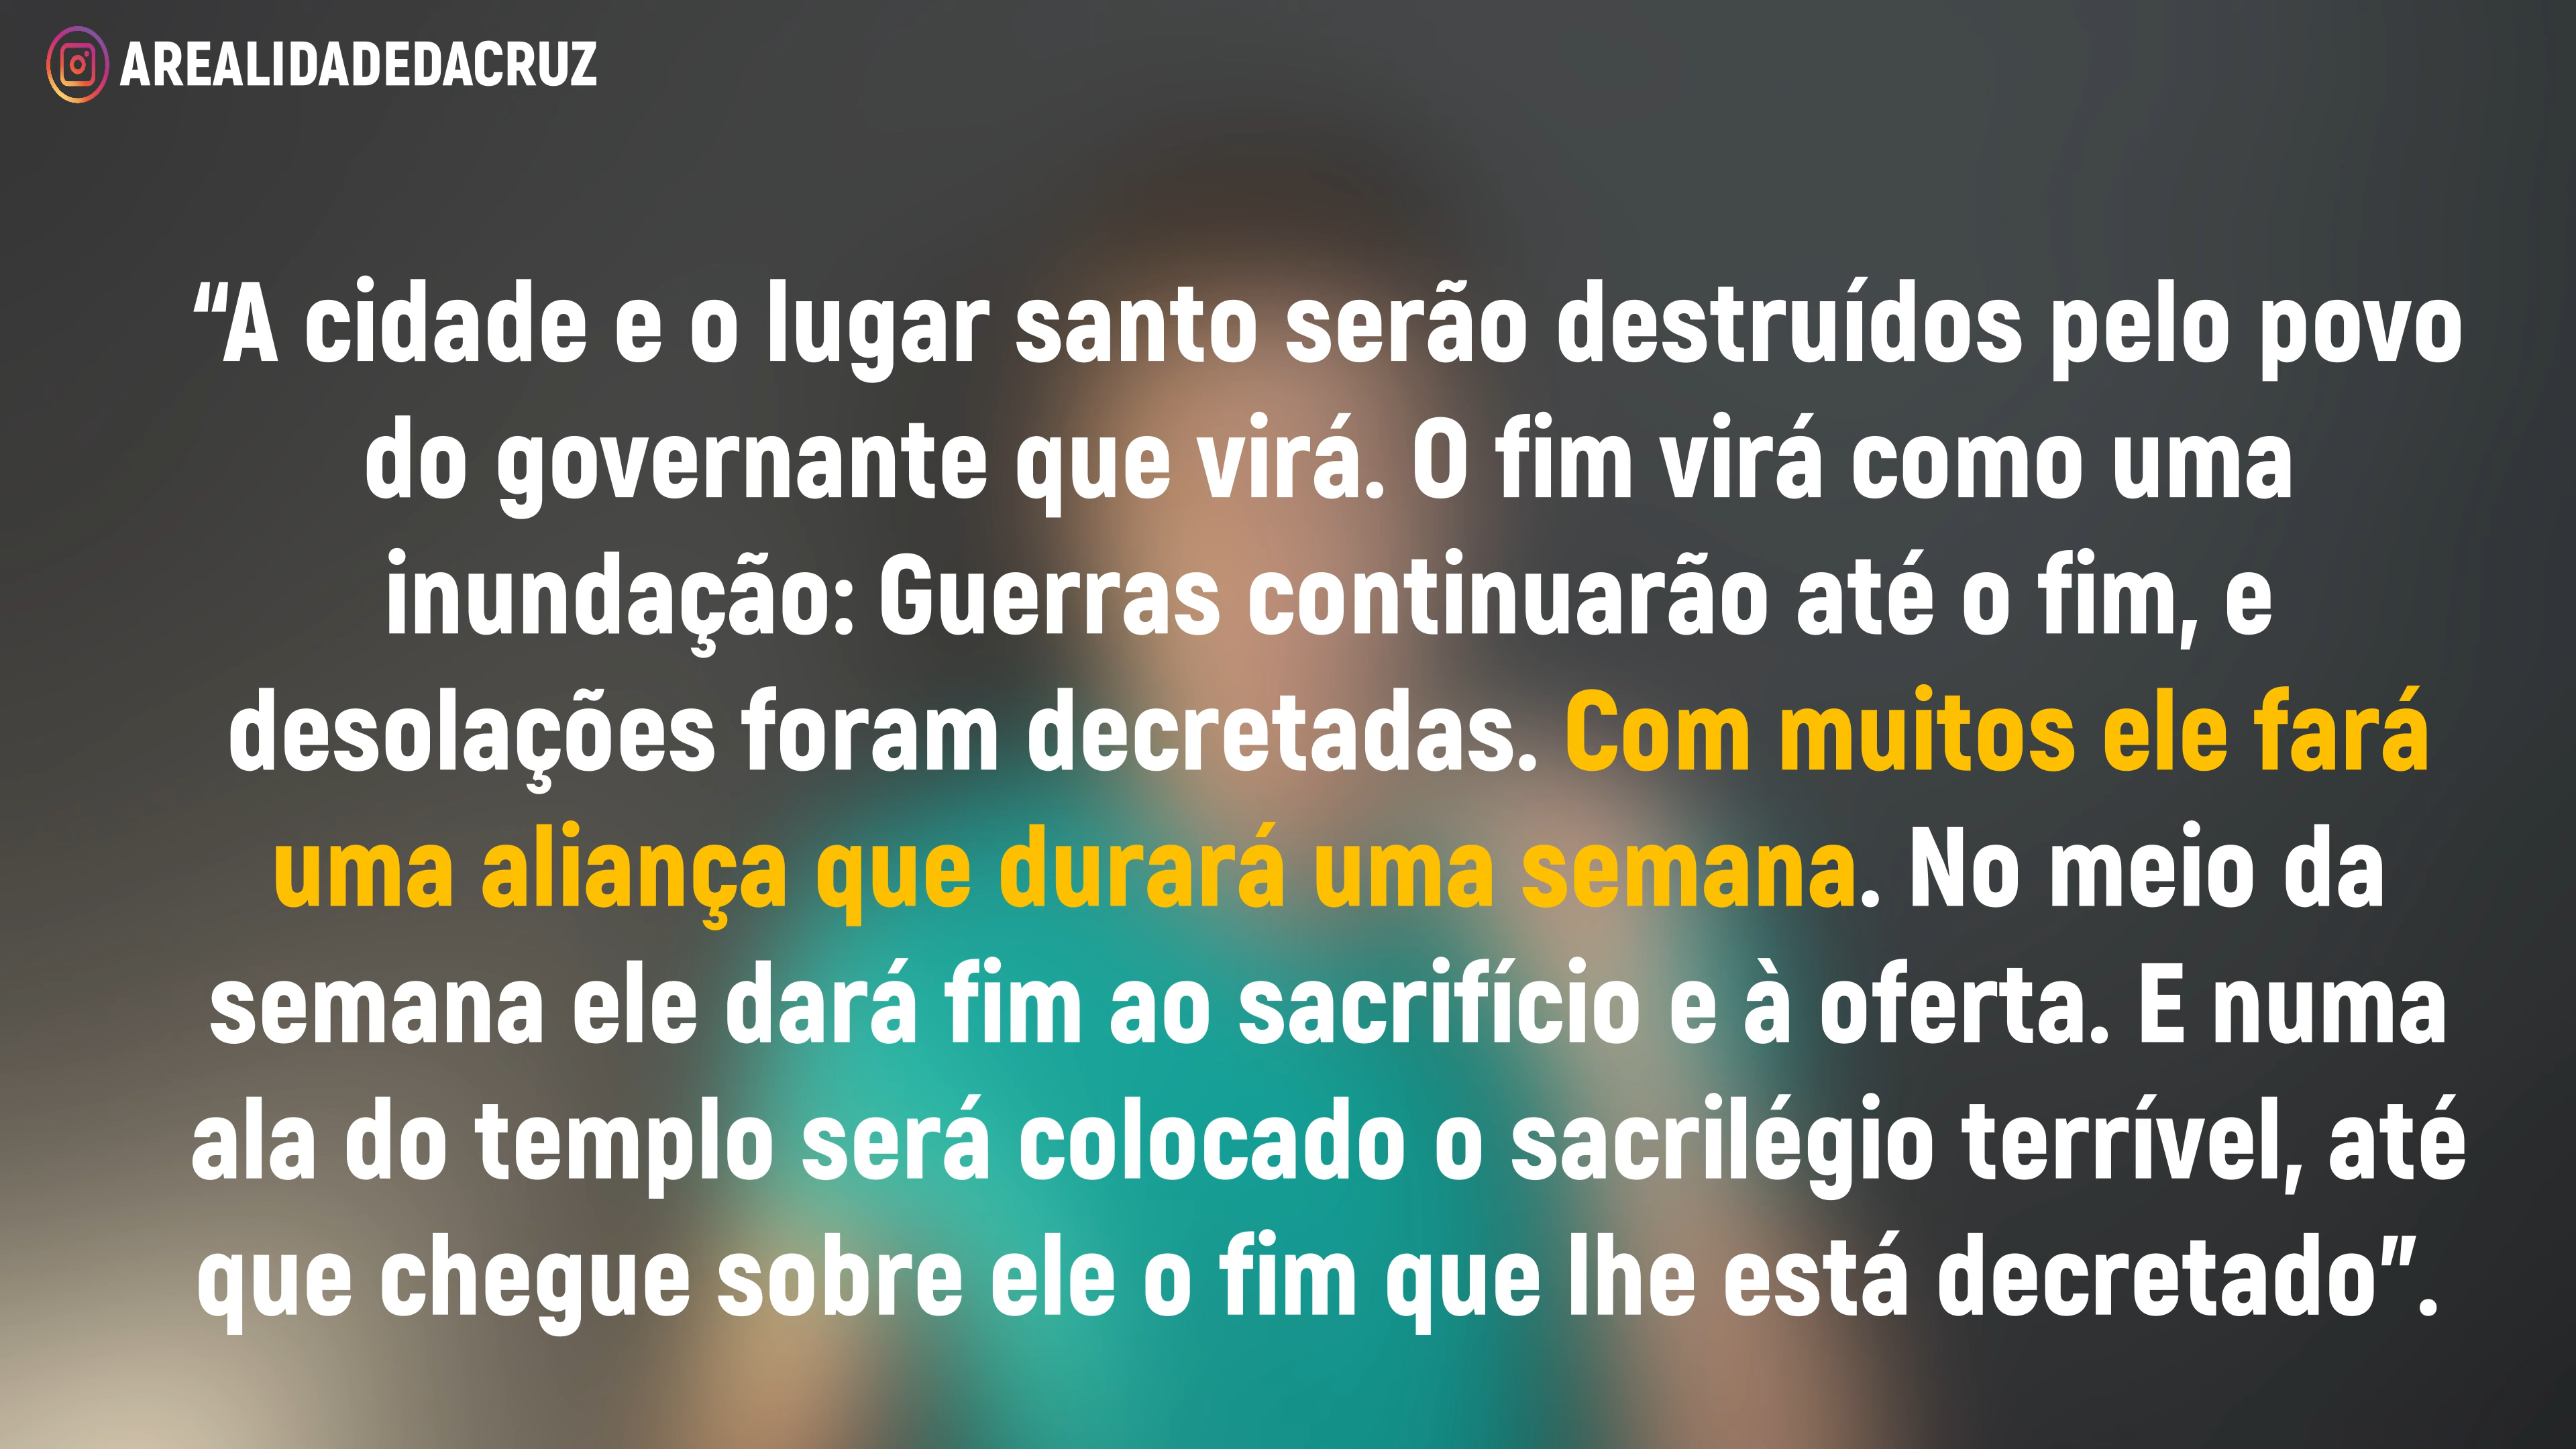 AREALIDADEDACRUZ
“A cidade e o lugar santo serão destruídos pelo povo
do governante que virá. O fim virá como uma
inundação: Guerras continuarão até o fim, e
desolações foram decretadas. Com muitos ele fará
uma aliança que durará uma semana. No meio da
semana ele dará fim ao sacrifício e à oferta. E numa
ala do templo será colocado o sacrilégio terrível, até
que chegue sobre ele o fim que lhe está decretado”.